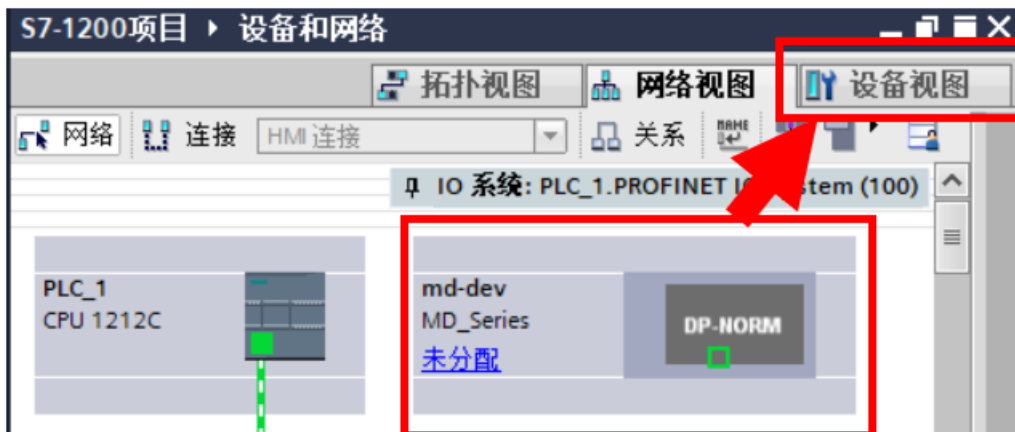 S7-1200项目 ▸ 设备和网络
拓扑视图 网络视图 设备视图
网络 连接 HMI 连接 关系 NAME
IO 系统: PLC_1.PROFINET I stem (100)
PLC_1
CPU 1212C
md-dev
MD_Series
未分配
DP-NORM